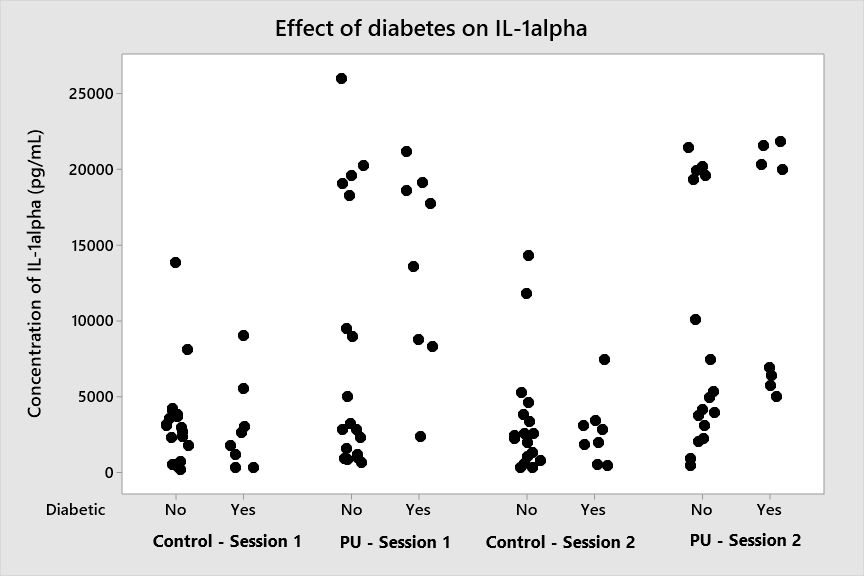 Effect of diabetes on IL-1alpha
Concentration of IL-1alpha (pg/mL)
25000
20000
15000
10000
5000
0
Diabetic No Yes No Yes No Yes No Yes
Control - Session 1 PU - Session 1 Control - Session 2 PU - Session 2